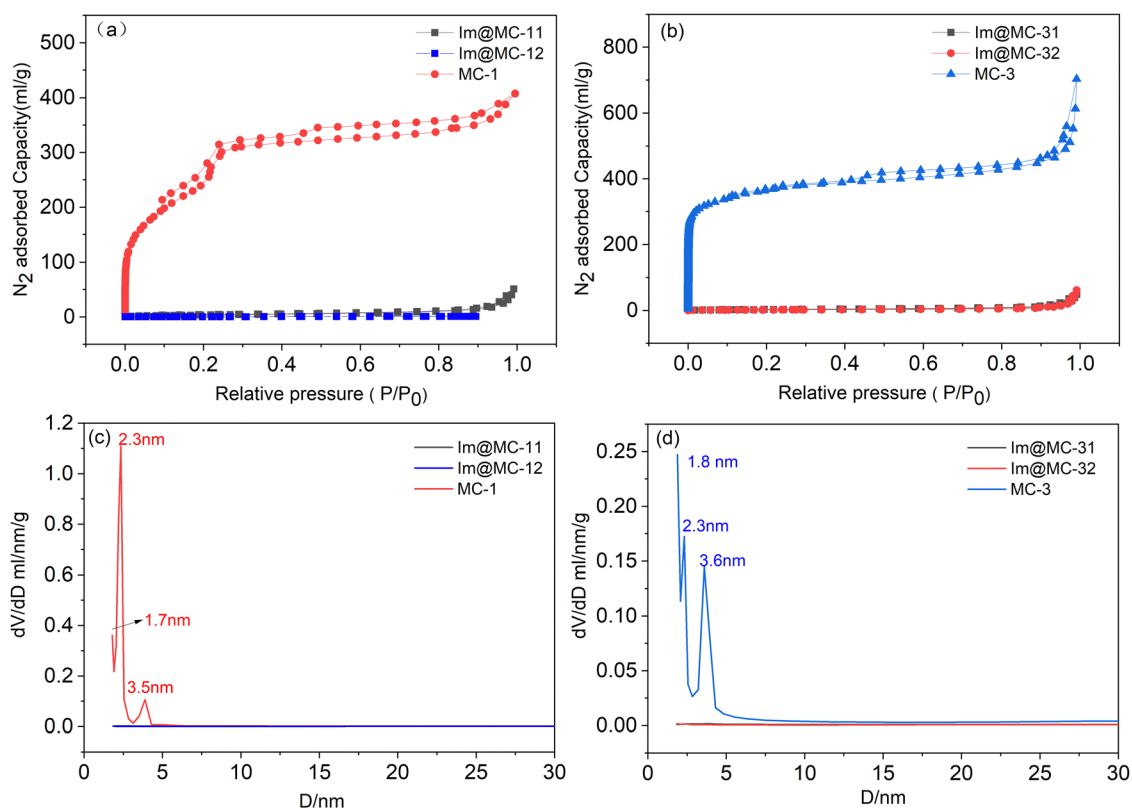 (a)
Im@MC-11
Im@MC-12
MC-1
N2 adsorbed Capacity(ml/g)
500
400
300
200
100
0
0.0 0.2 0.4 0.6 0.8 1.0
Relative pressure ( P/P0)
(b)
Im@MC-31
Im@MC-32
MC-3
N2 adsorbed Capacity(ml/g)
800
600
400
200
0
0.0 0.2 0.4 0.6 0.8 1.0
Relative pressure ( P/P0)
(c)
2.3nm
Im@MC-11
Im@MC-12
MC-1
1.7nm
3.5nm
dV/dD ml/nm/g
1.2
1.0
0.8
0.6
0.4
0.2
0.0
0 5 10 15 20 25 30
D/nm
(d)
1.8 nm
2.3nm
3.6nm
Im@MC-31
Im@MC-32
MC-3
dV/dD ml/nm/g
0.25
0.20
0.15
0.10
0.05
0.00
0 5 10 15 20 25 30
D/nm